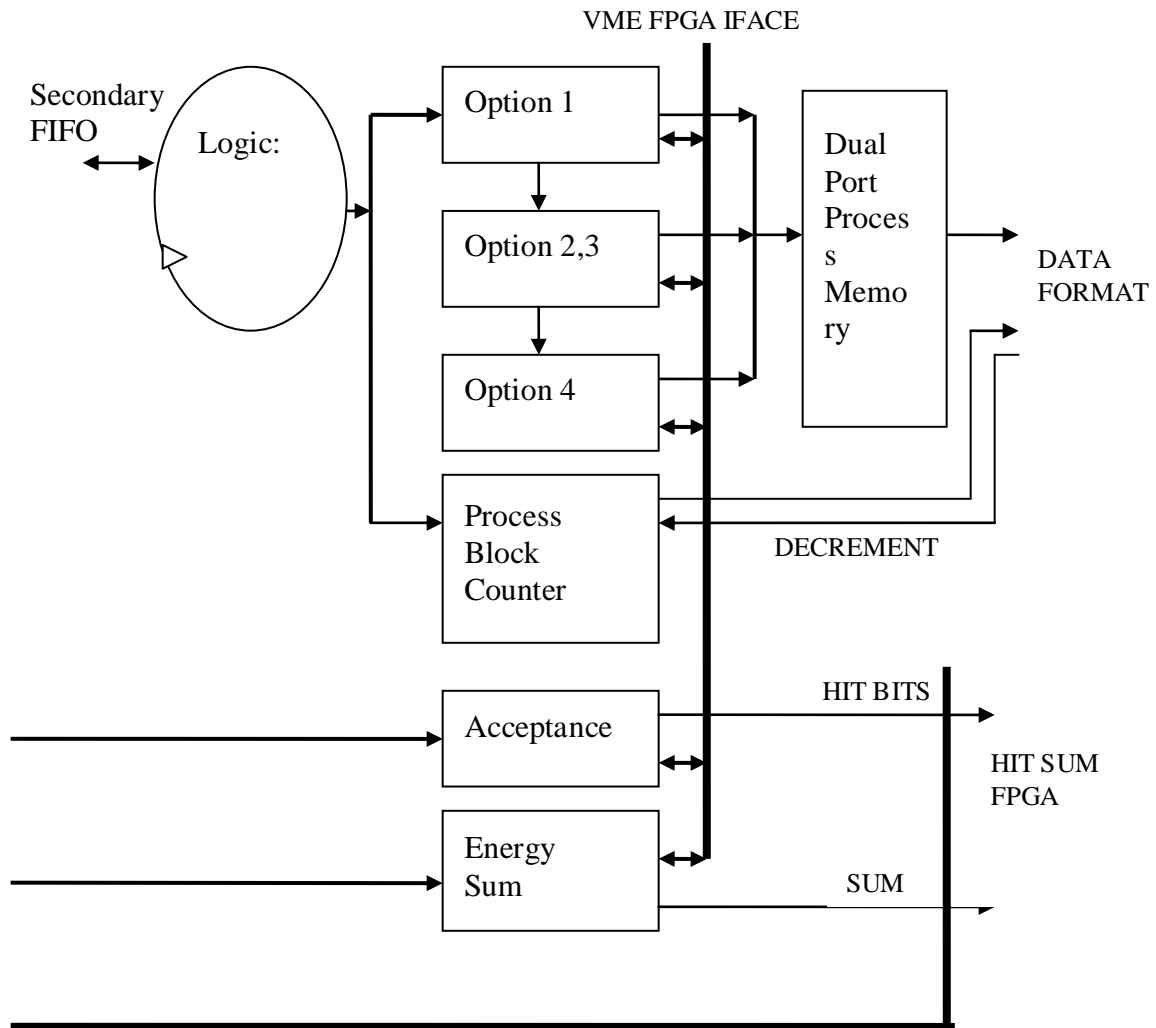 VME FPGA IFACE
Secondary
FIFO
Logic:
Option 1
Dual
Port
Proces
s
Memo
ry
Option 2,3
DATA
FORMAT
Option 4
Process
Block
Counter
DECREMENT
HIT BITS
Acceptance
HIT SUM
FPGA
Energy
Sum
SUM